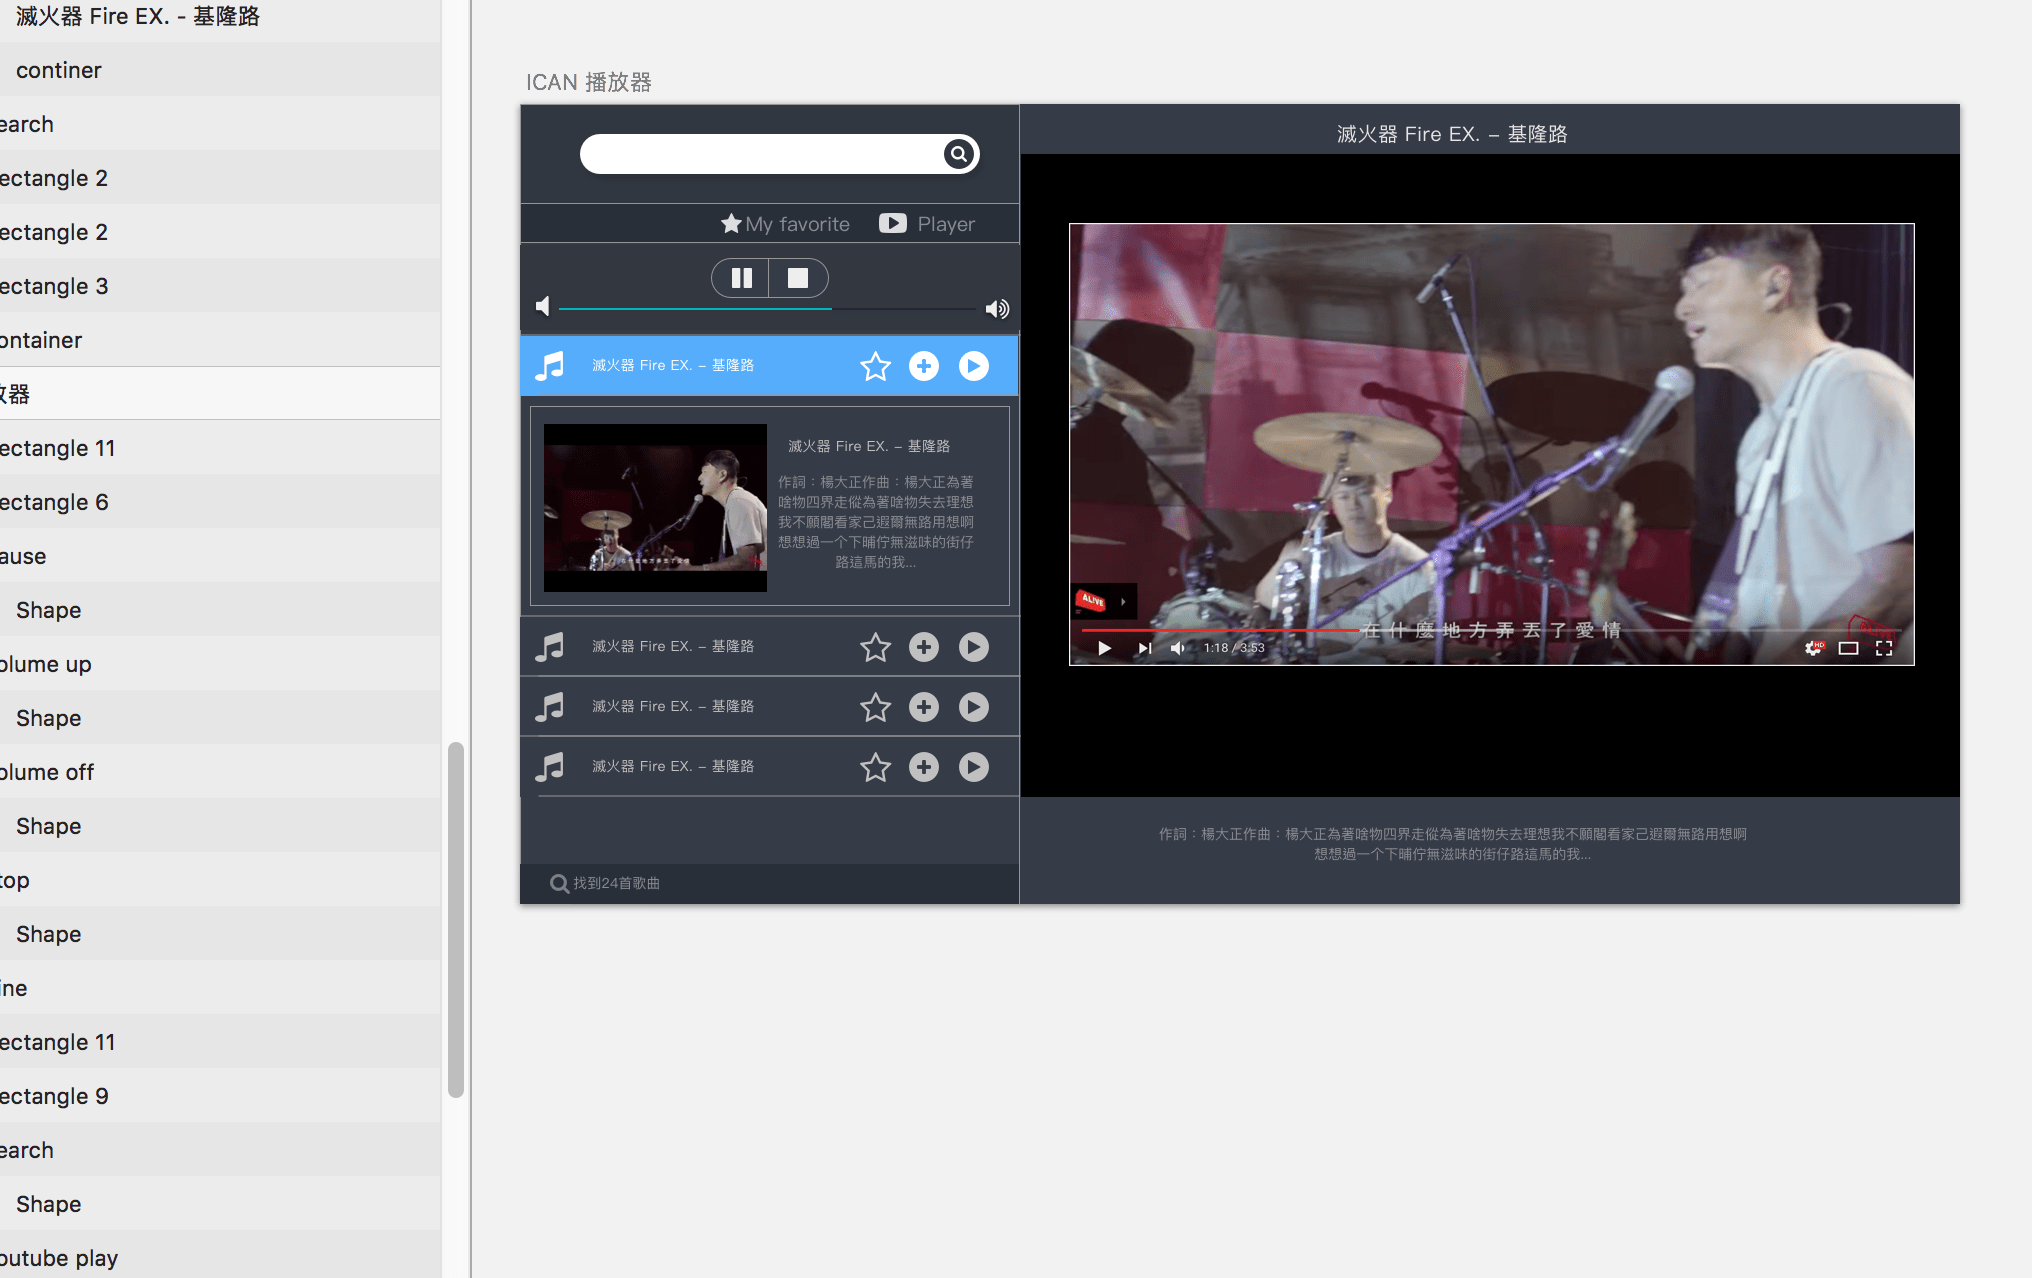 滅火器 Fire EX. - 基隆路
continer
earch
ectangle 2
ectangle 2
ectangle 3
ontainer
放器
ectangle 11
ectangle 6
ause
Shape
olume up
Shape
olume off
Shape
top
Shape
ine
ectangle 11
ectangle 9
earch
Shape
outube play
ICAN 播放器
My favorite
Player
滅火器 Fire EX. – 基隆路
滅火器 Fire EX. – 基隆路
作詞：楊大正作曲：楊大正為著
啥物四界走從為著啥物失去理想
我不願閣看家己遐爾無路用想啊
想想過一个下晡佇無滋味的街仔
路這馬的我...
在什麼地方弄丟了愛情
滅火器 Fire EX. – 基隆路
滅火器 Fire EX. – 基隆路
滅火器 Fire EX. – 基隆路
找到24首歌曲
滅火器 Fire EX. – 基隆路
ALIVE
在什麼地方弄丟了愛情
1:18 / 3:53
HD
作詞：楊大正作曲：楊大正為著啥物四界走從為著啥物失去理想我不願閣看家己遐爾無路用想啊
想想過一个下晡佇無滋味的街仔路這馬的我...